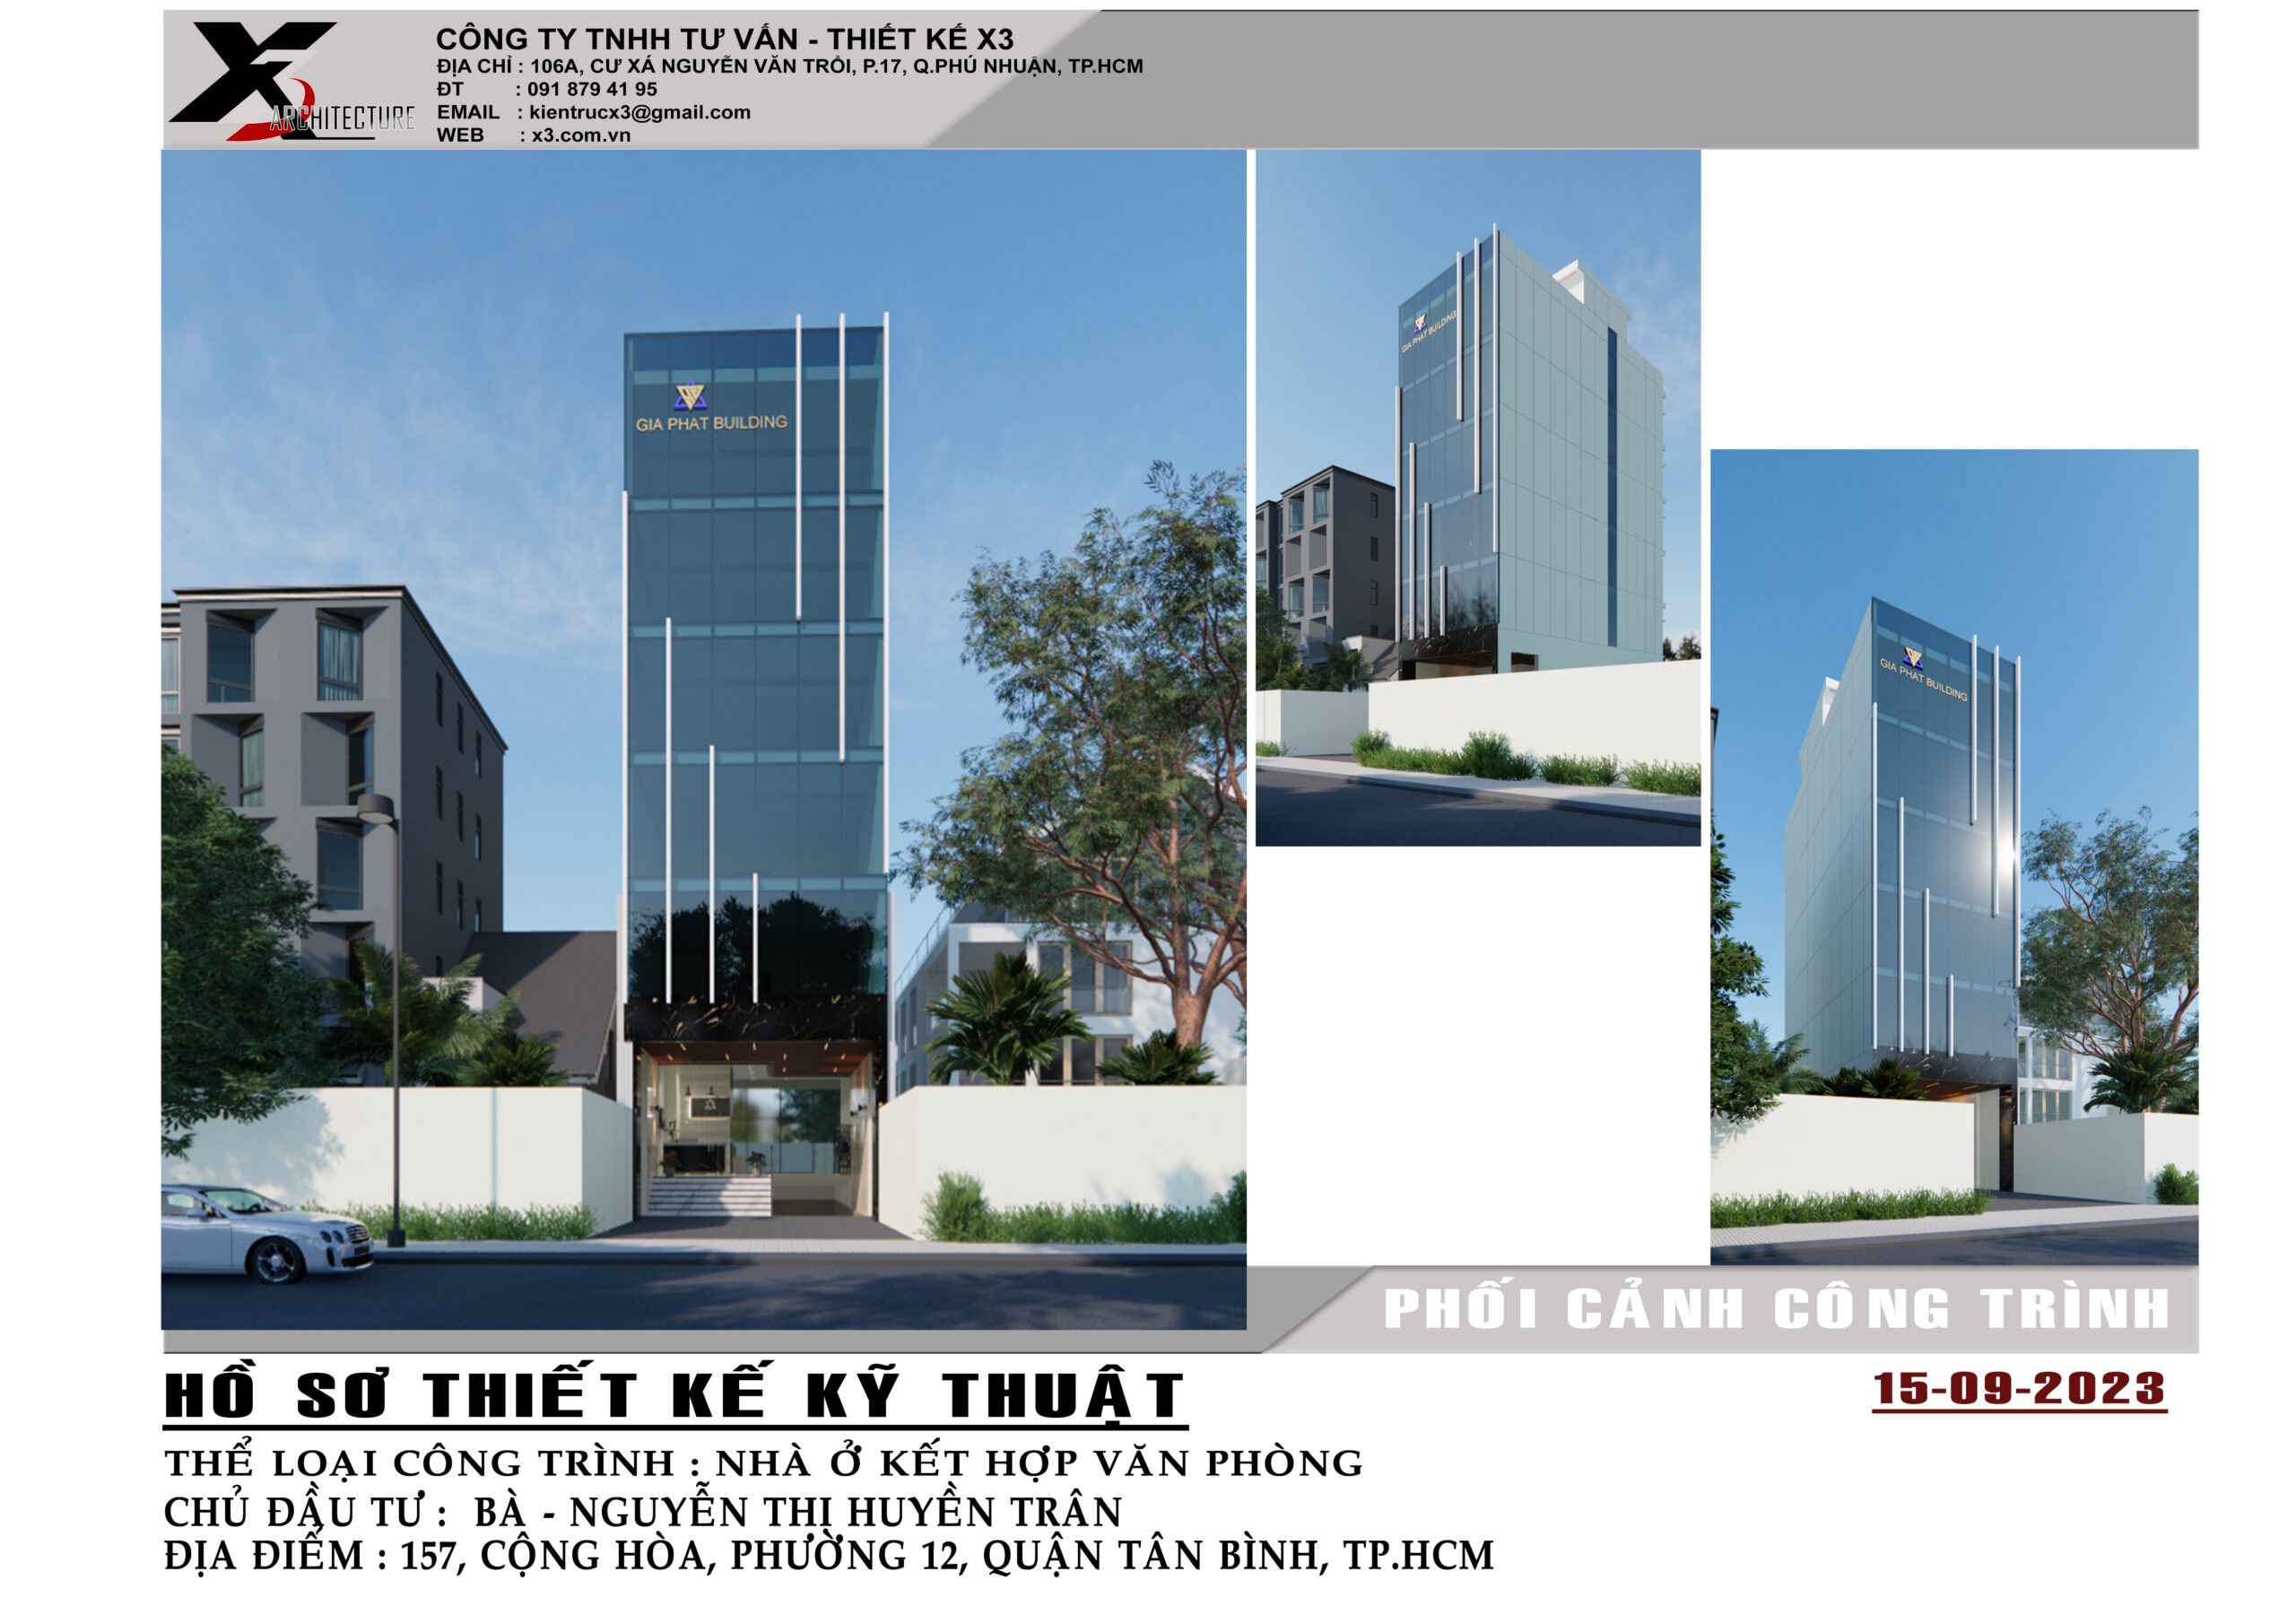 X3 ARCHITECTURE
CÔNG TY TNHH TƯ VẤN - THIẾT KẾ X3
ĐỊA CHỈ : 106A, CƯ XÁ NGUYỄN VĂN TRỖI, P.17, Q.PHÚ NHUẬN, TP.HCM
ĐT : 091 879 41 95
EMAIL : kientrucx3@gmail.com
WEB : x3.com.vn
GIA PHAT BUILDING
GIA PHAT BUILDING
GIA PHAT BUILDING
PHỐI CẢNH CÔNG TRÌNH
HỒ SƠ THIẾT KẾ KỸ THUẬT
15-09-2023
THỂ LOẠI CÔNG TRÌNH : NHÀ Ở KẾT HỢP VĂN PHÒNG
CHỦ ĐẦU TƯ : BÀ - NGUYỄN THỊ HUYỀN TRÂN
ĐỊA ĐIỂM : 157, CỘNG HÒA, PHƯỜNG 12, QUẬN TÂN BÌNH, TP.HCM